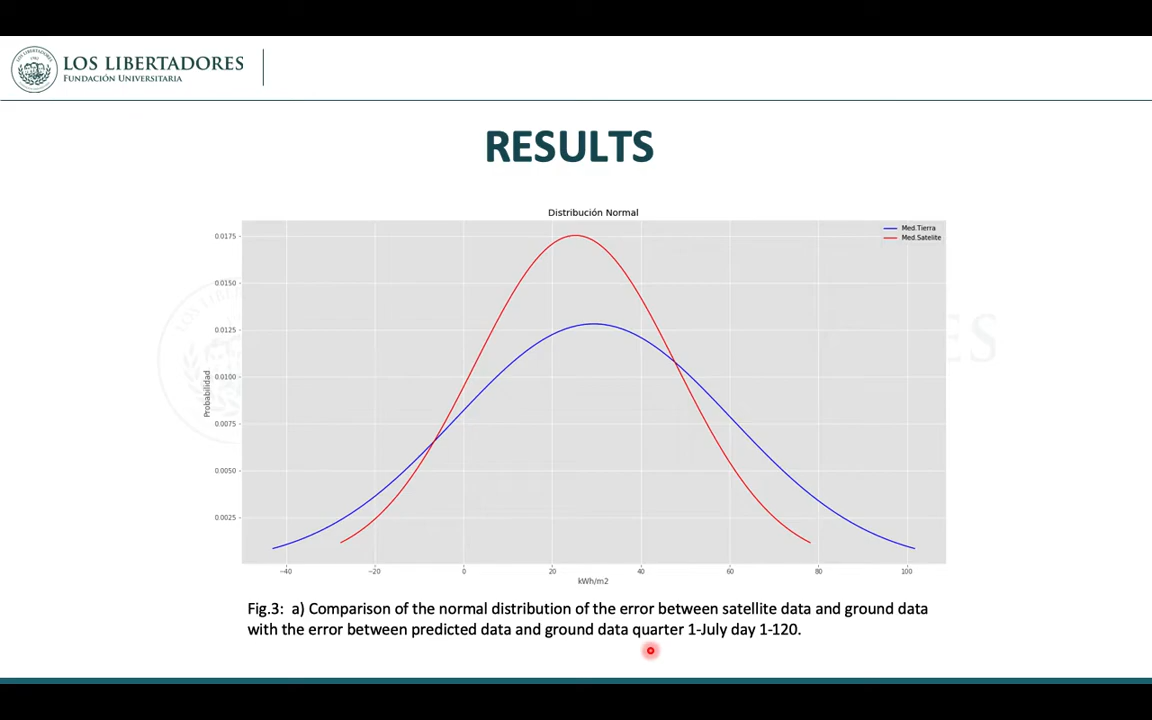 LOS LIBERTADORES
FUNDACIÓN UNIVERSITARIA
RESULTS
Distribución Normal
Med.Tierra
Med.Satelite
0.0175
0.0150
0.0125
0.0100
0.0075
0.0050
0.0025
Probabilidad
−40 −20 0 20 40 60 80 100
kWh/m2
Fig.3: a) Comparison of the normal distribution of the error between satellite data and ground data
with the error between predicted data and ground data quarter 1-July day 1-120.